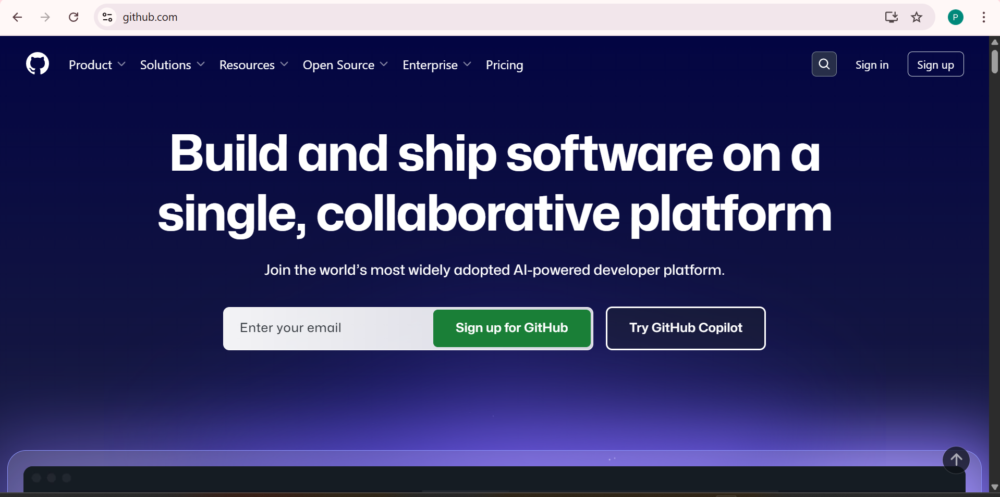 github.com
P
Product
Solutions
Resources
Open Source
Enterprise
Pricing
Sign in
Sign up
Build and ship software on a
single, collaborative platform
Join the world’s most widely adopted AI-powered developer platform.
Enter your email
Sign up for GitHub
Try GitHub Copilot